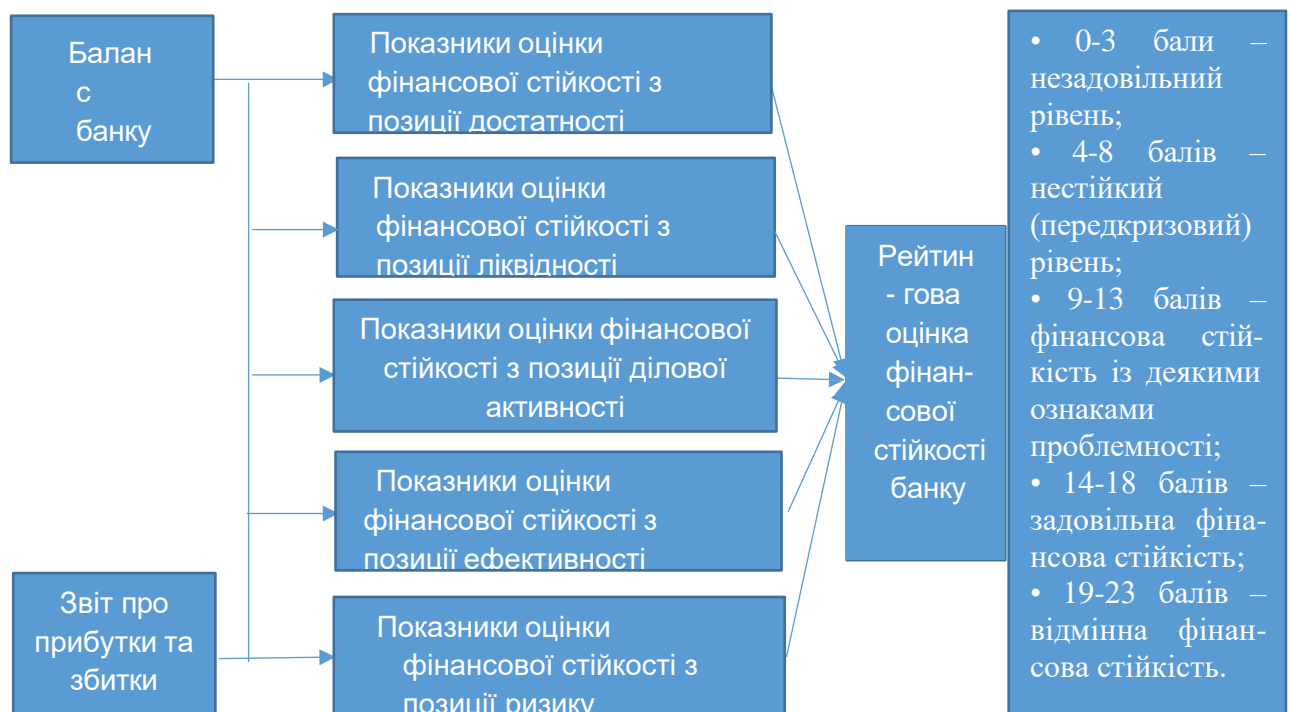 Балан
с
банку
Звіт про
прибутки та
збитки
Показники оцінки
фінансової стійкості з
позиції достатності
Показники оцінки
фінансової стійкості з
позиції ліквідності
Показники оцінки фінансової
стійкості з позиції ділової
активності
Показники оцінки
фінансової стійкості з
позиції ефективності
Показники оцінки
фінансової стійкості з
позиції ризику
Рейтин
- гова
оцінка
фінан-
сової
стійкості
банку
• 0-3 бали –
незадовільний
рівень;
• 4-8 балів –
нестійкий
(передкризовий)
рівень;
• 9-13 балів –
фінансова стій-
кість із деякими
ознаками
проблемності;
• 14-18 балів –
задовільна фіна-
нсова стійкість;
• 19-23 балів –
відмінна фінан-
сова стійкість.